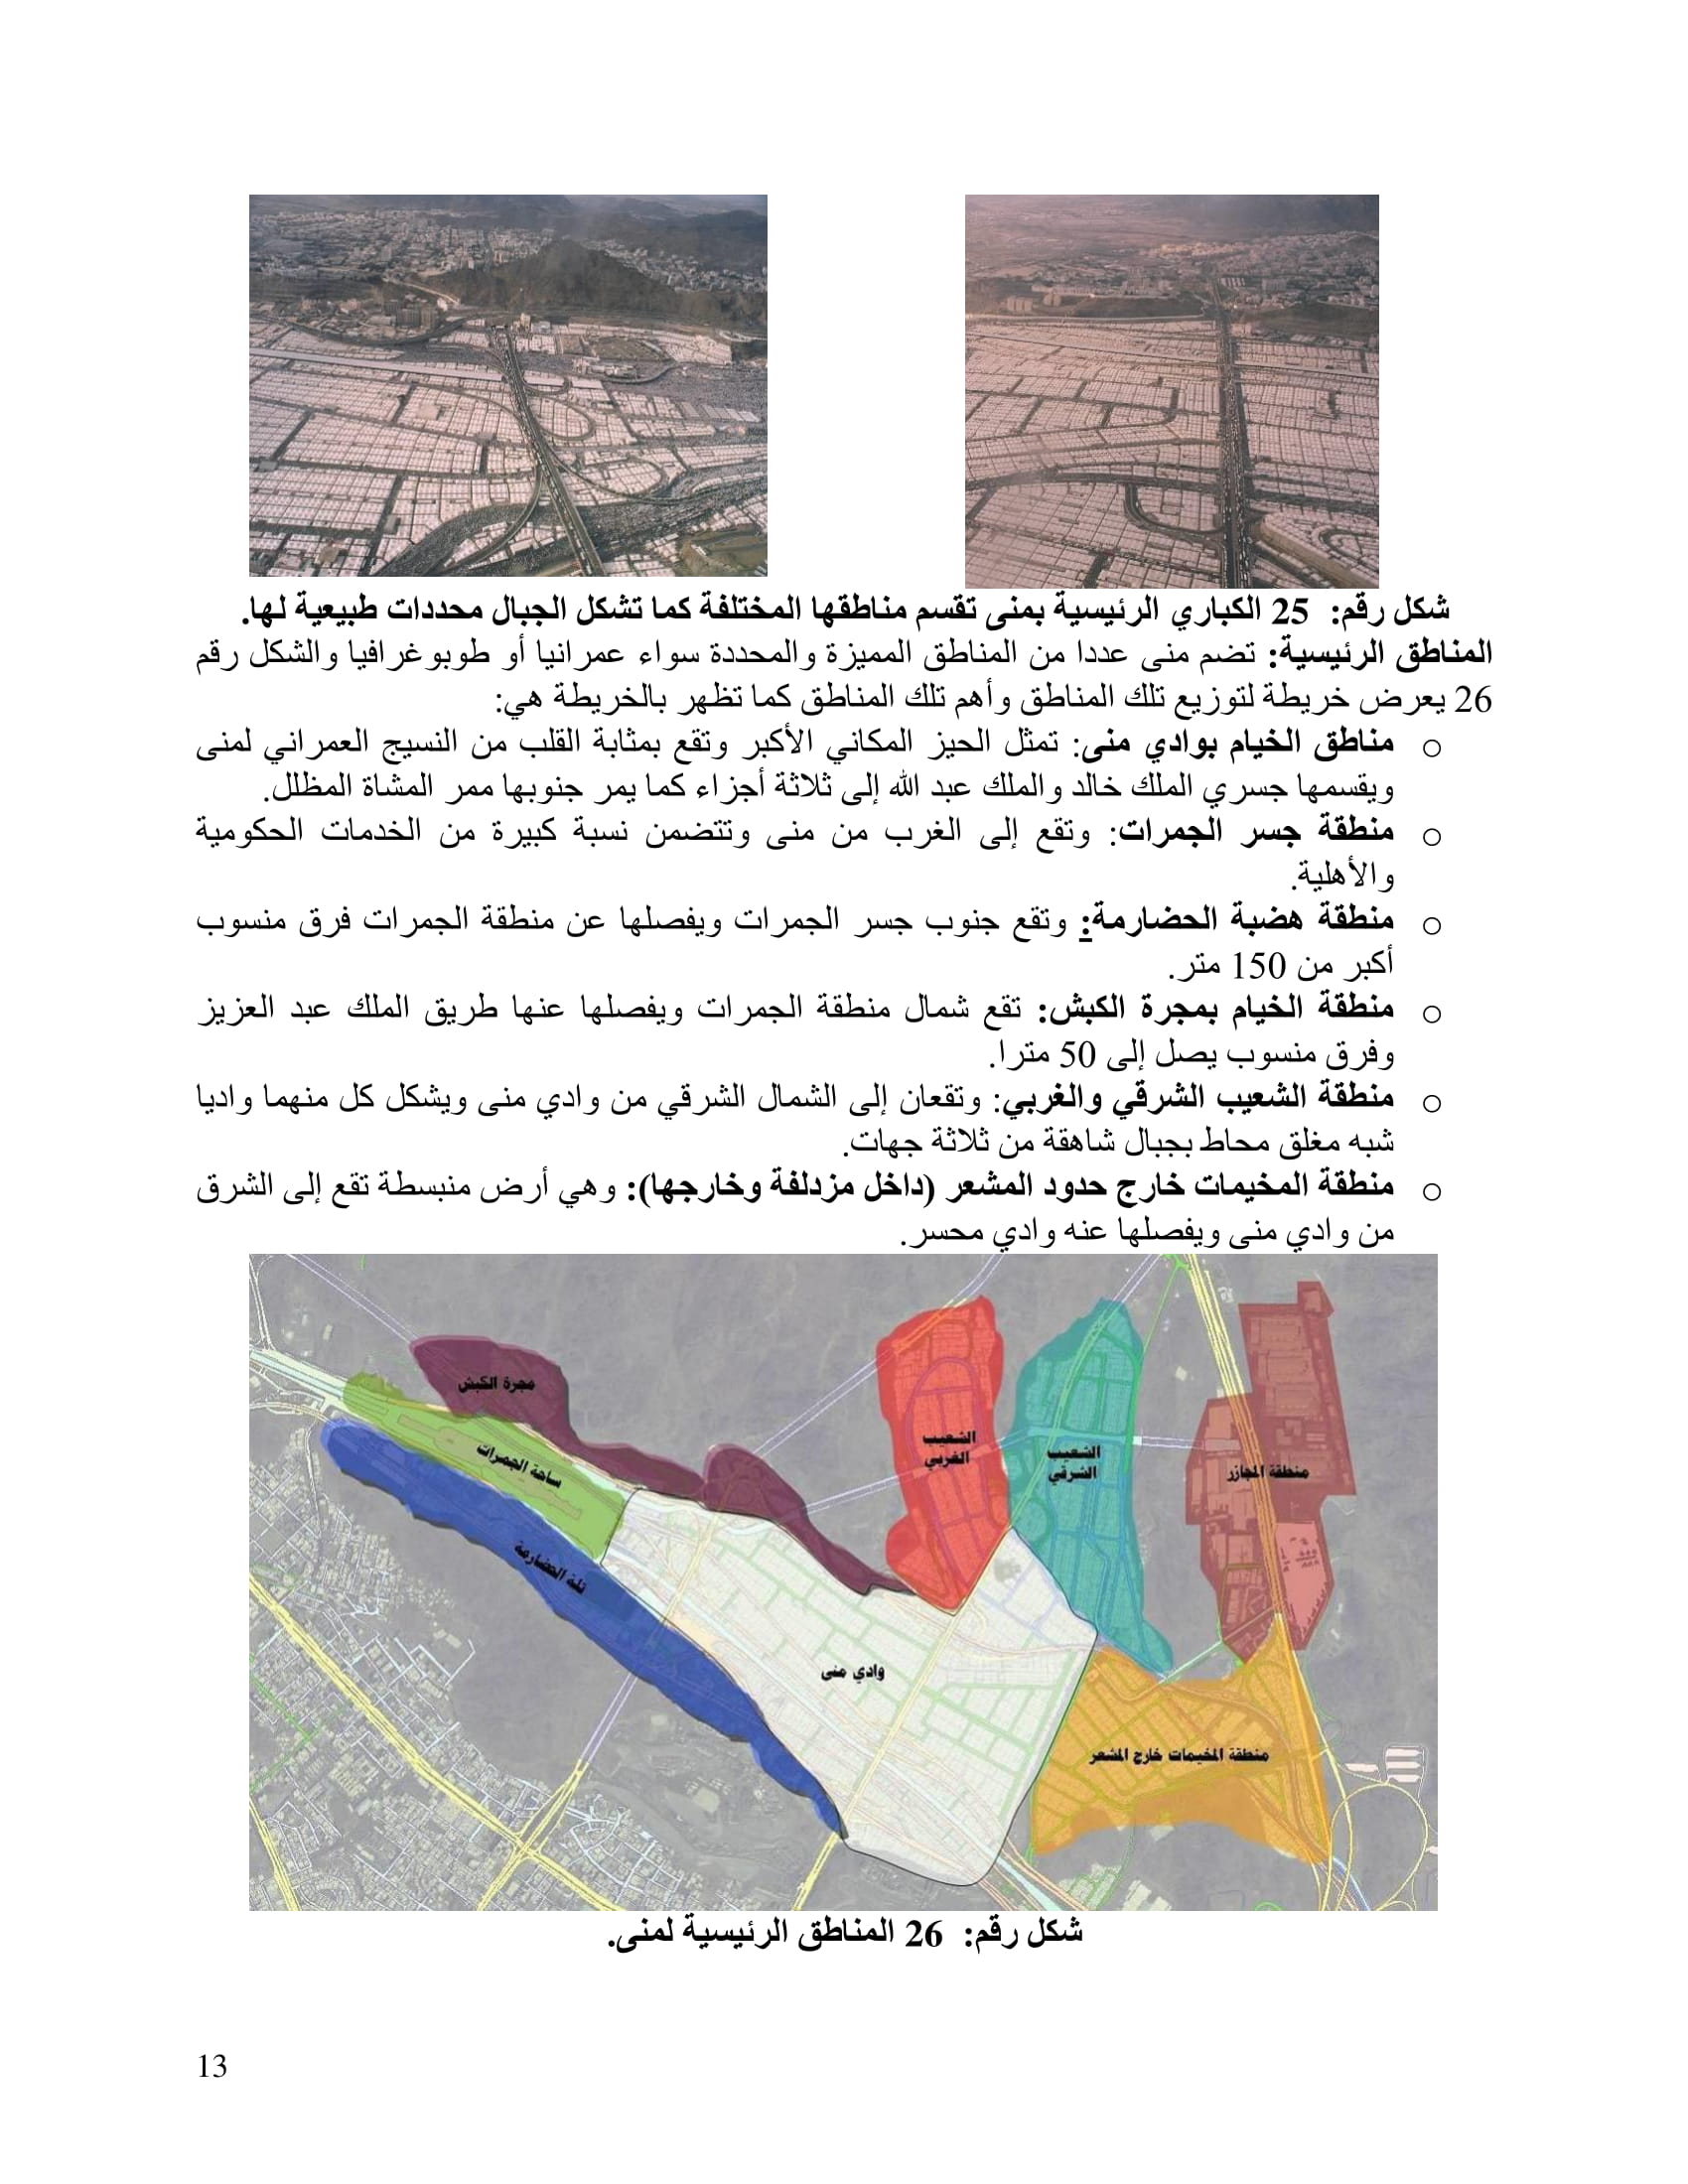 شكل رقم: 25 الكباري الرئيسية بمنى تقسم مناطقها المختلفة كما تشكل الجبال محددات طبيعية لها.
المناطق الرئيسية: تضم منى عددا من المناطق المميزة والمحددة سواء عمرانيا أو طوبوغرافيا والشكل رقم
26 يعرض خريطة لتوزيع تلك المناطق وأهم تلك المناطق كما تظهر بالخريطة هي:
o مناطق الخيام بوادي منى: تمثل الحيز المكاني الأكبر وتقع بمثابة القلب من النسيج العمراني لمنى
ويقسمها جسري الملك خالد والملك عبد الله إلى ثلاثة أجزاء كما يمر جنوبها ممر المشاة المظلل.
o منطقة جسر الجمرات: وتقع إلى الغرب من منى وتتضمن نسبة كبيرة من الخدمات الحكومية
والأهلية.
o منطقة هضبة الحضارمة: وتقع جنوب جسر الجمرات ويفصلها عن منطقة الجمرات فرق منسوب
أكبر من 150 متر.
o منطقة الخيام بمجرة الكبش: تقع شمال منطقة الجمرات ويفصلها عنها طريق الملك عبد العزيز
وفرق منسوب يصل إلى 50 مترا.
o منطقة الشعيب الشرقي والغربي: وتقعان إلى الشمال الشرقي من وادي منى ويشكل كل منهما واديا
شبه مغلق محاط بجبال شاهقة من ثلاثة جهات.
o منطقة المخيمات خارج حدود المشعر (داخل مزدلفة وخارجها): وهي أرض منبسطة تقع إلى الشرق
من وادي منى ويفصلها عنه وادي محسر.
مجرة الكبش
الشعيب
الغربي
الشعيب
الشرقي
منطقة المجازر
ساحة الجمرات
تلة الحضارمة
وادي منى
منطقة المخيمات خارج المشعر
شكل رقم: 26 المناطق الرئيسية لمنى.
13